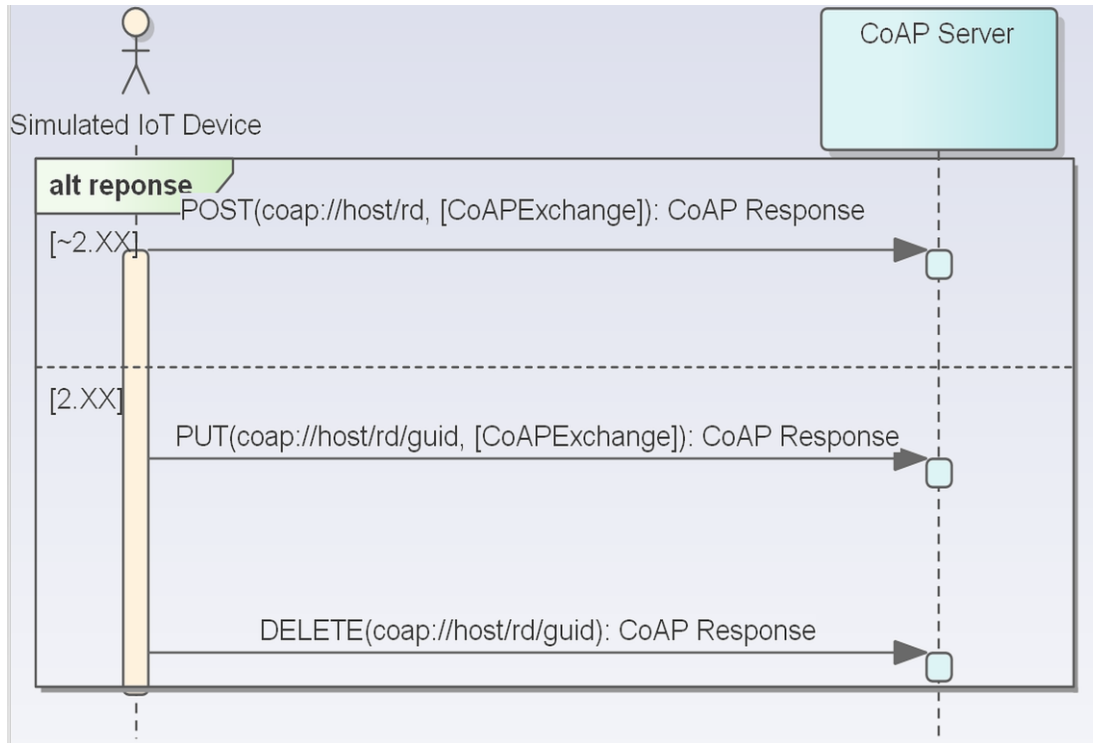 CoAP Server
Simulated IoT Device
alt reponse
POST(coap://host/rd, [CoAPExchange]): CoAP Response
[~2.XX]
[2.XX]
PUT(coap://host/rd/guid, [CoAPExchange]): CoAP Response
DELETE(coap://host/rd/guid): CoAP Response